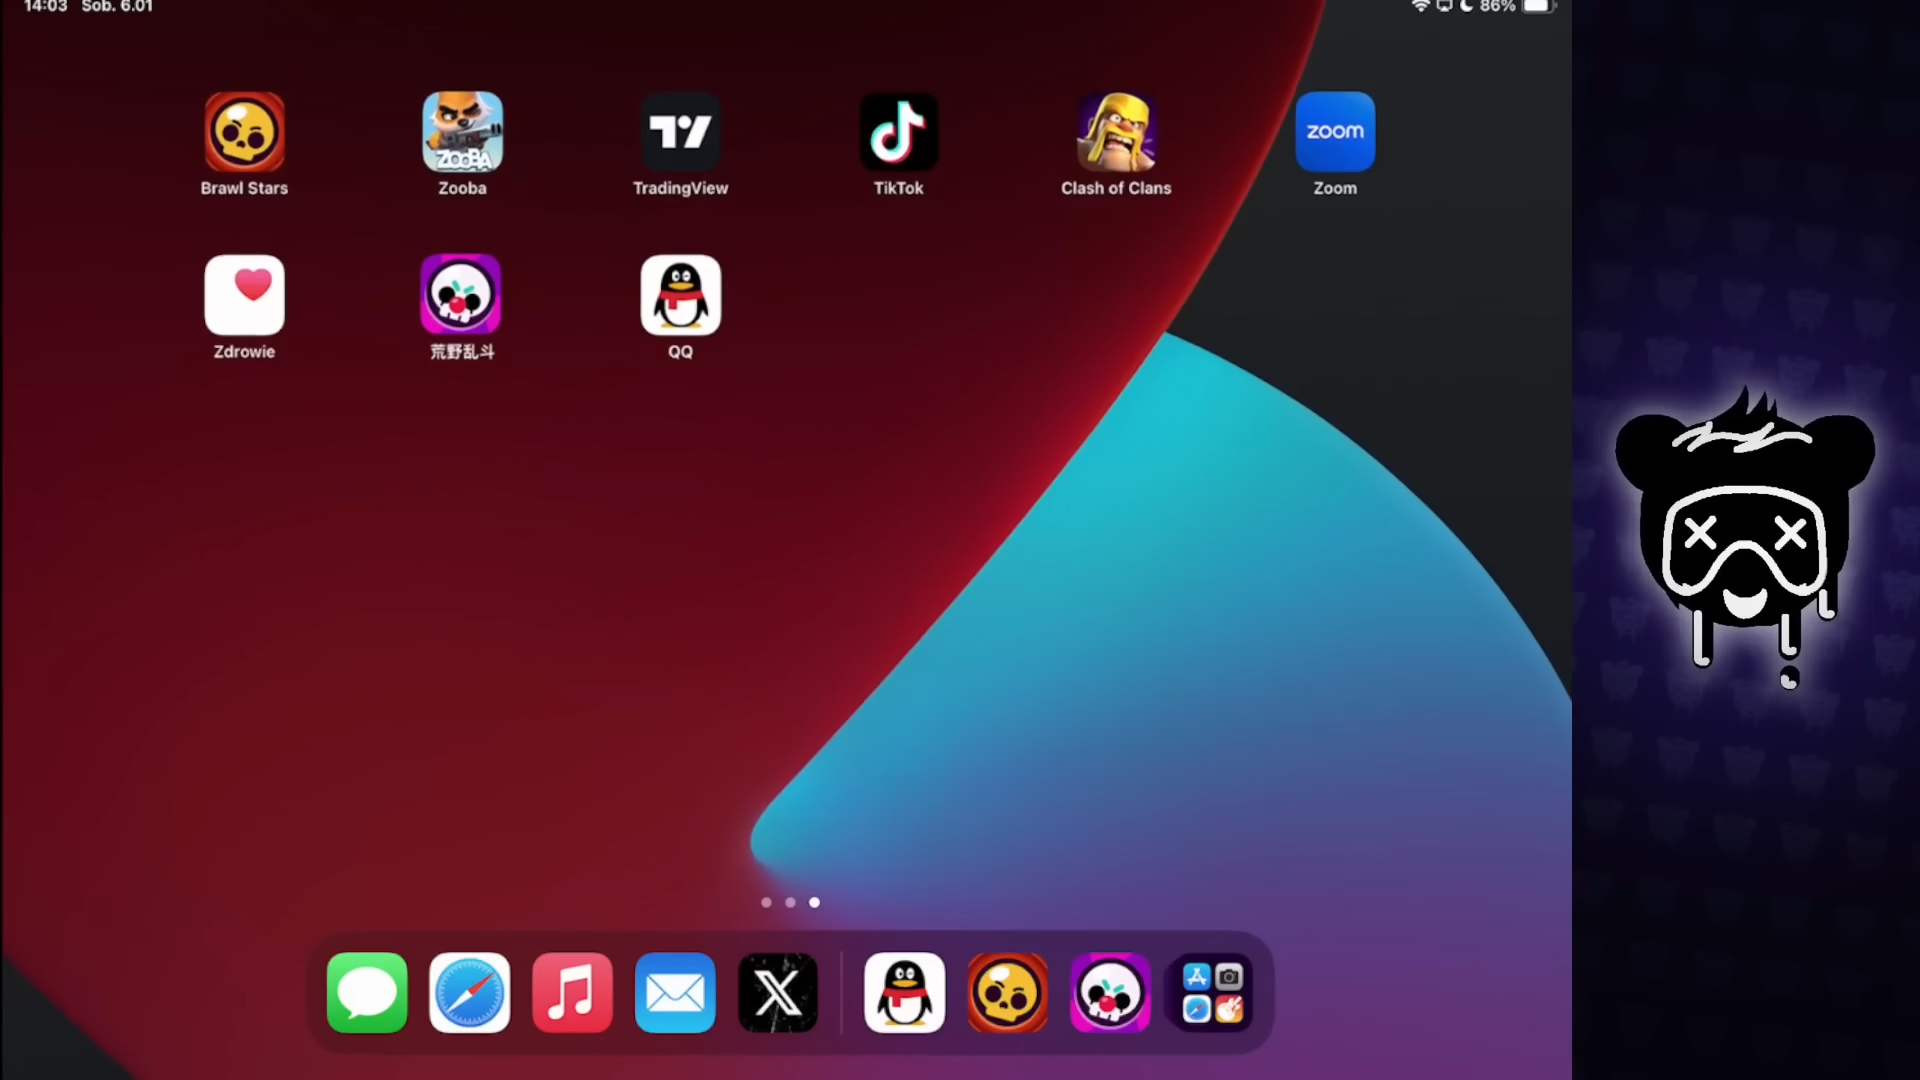 14:03 Sob. 6.01
86%
ZOOBA
zoom
Brawl Stars
Zooba
TradingView
TikTok
Clash of Clans
Zoom
Zdrowie
荒野乱斗
QQ